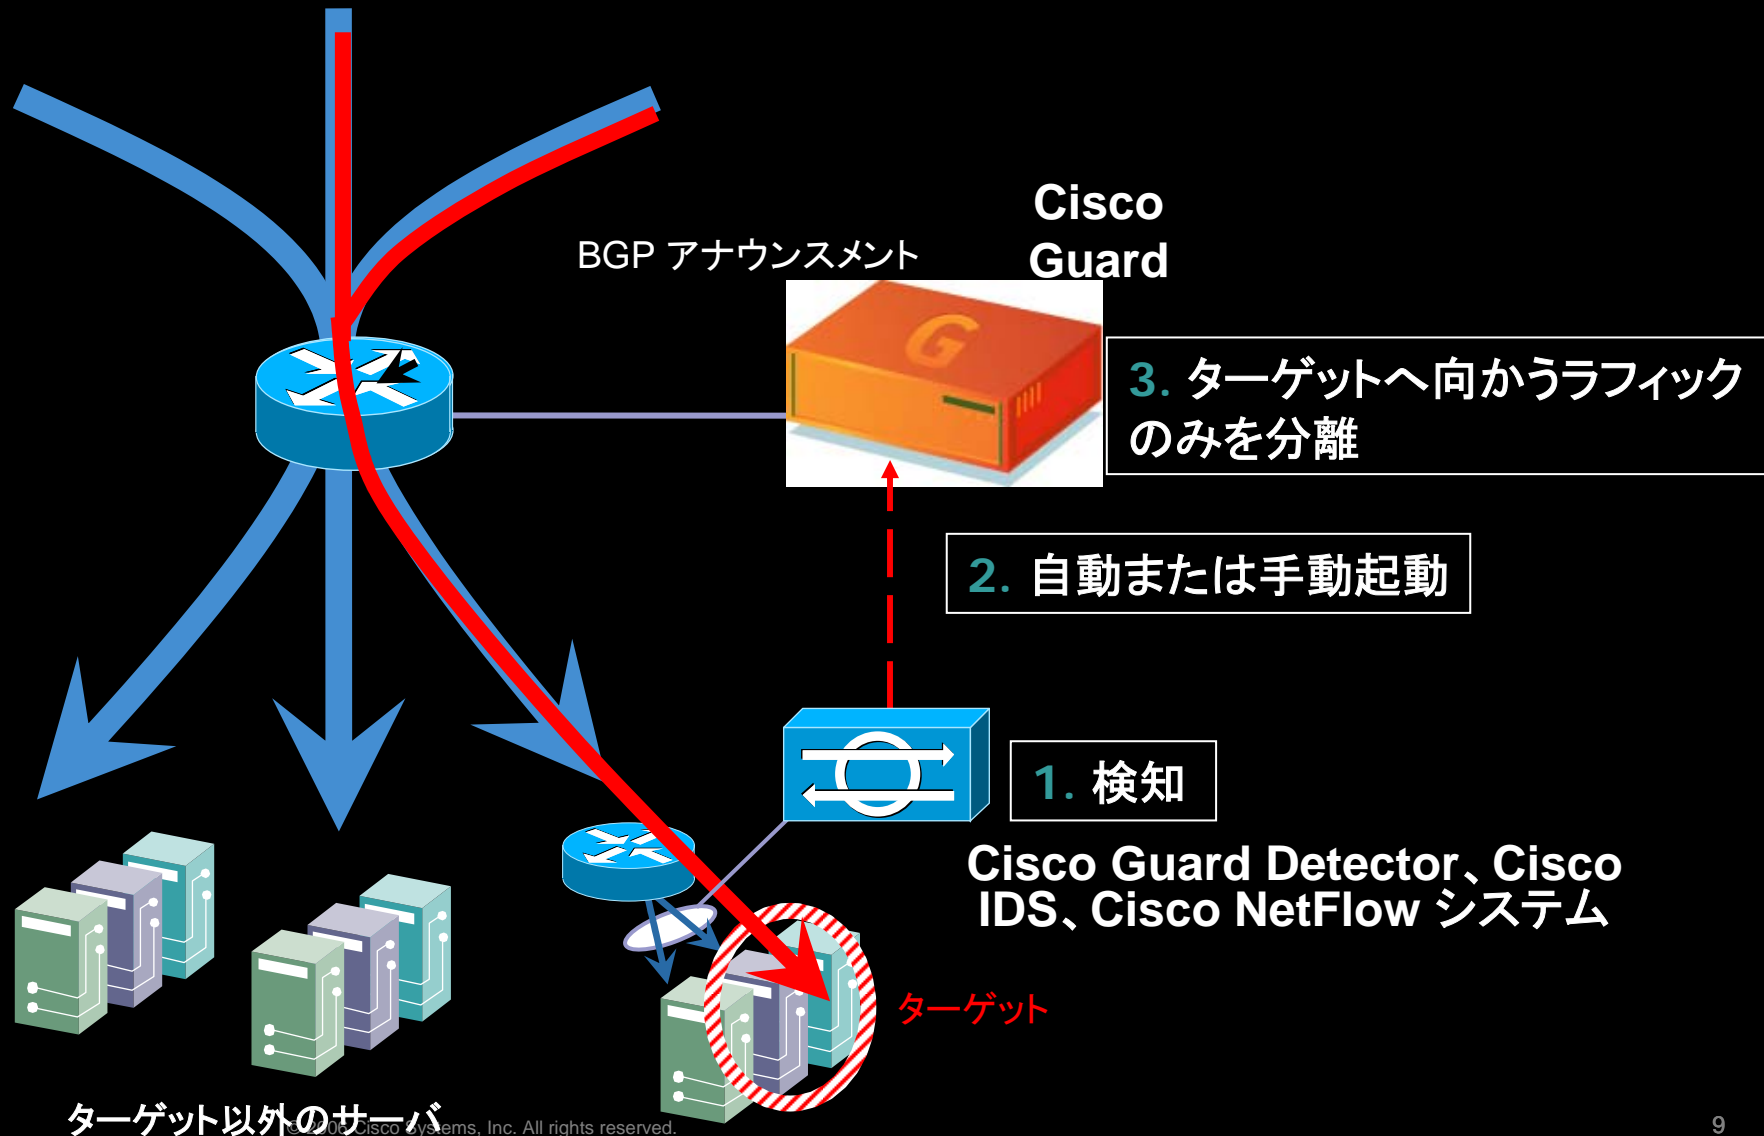 Cisco
Guard
BGP アナウンスメント
G
3. ターゲットへ向かうラフィック
のみを分離
2. 自動または手動起動
1. 検知
Cisco Guard Detector、Cisco
IDS、Cisco NetFlow システム
ターゲット
ターゲット以外のサーバ
© 2006 Cisco Systems, Inc. All rights reserved.
9